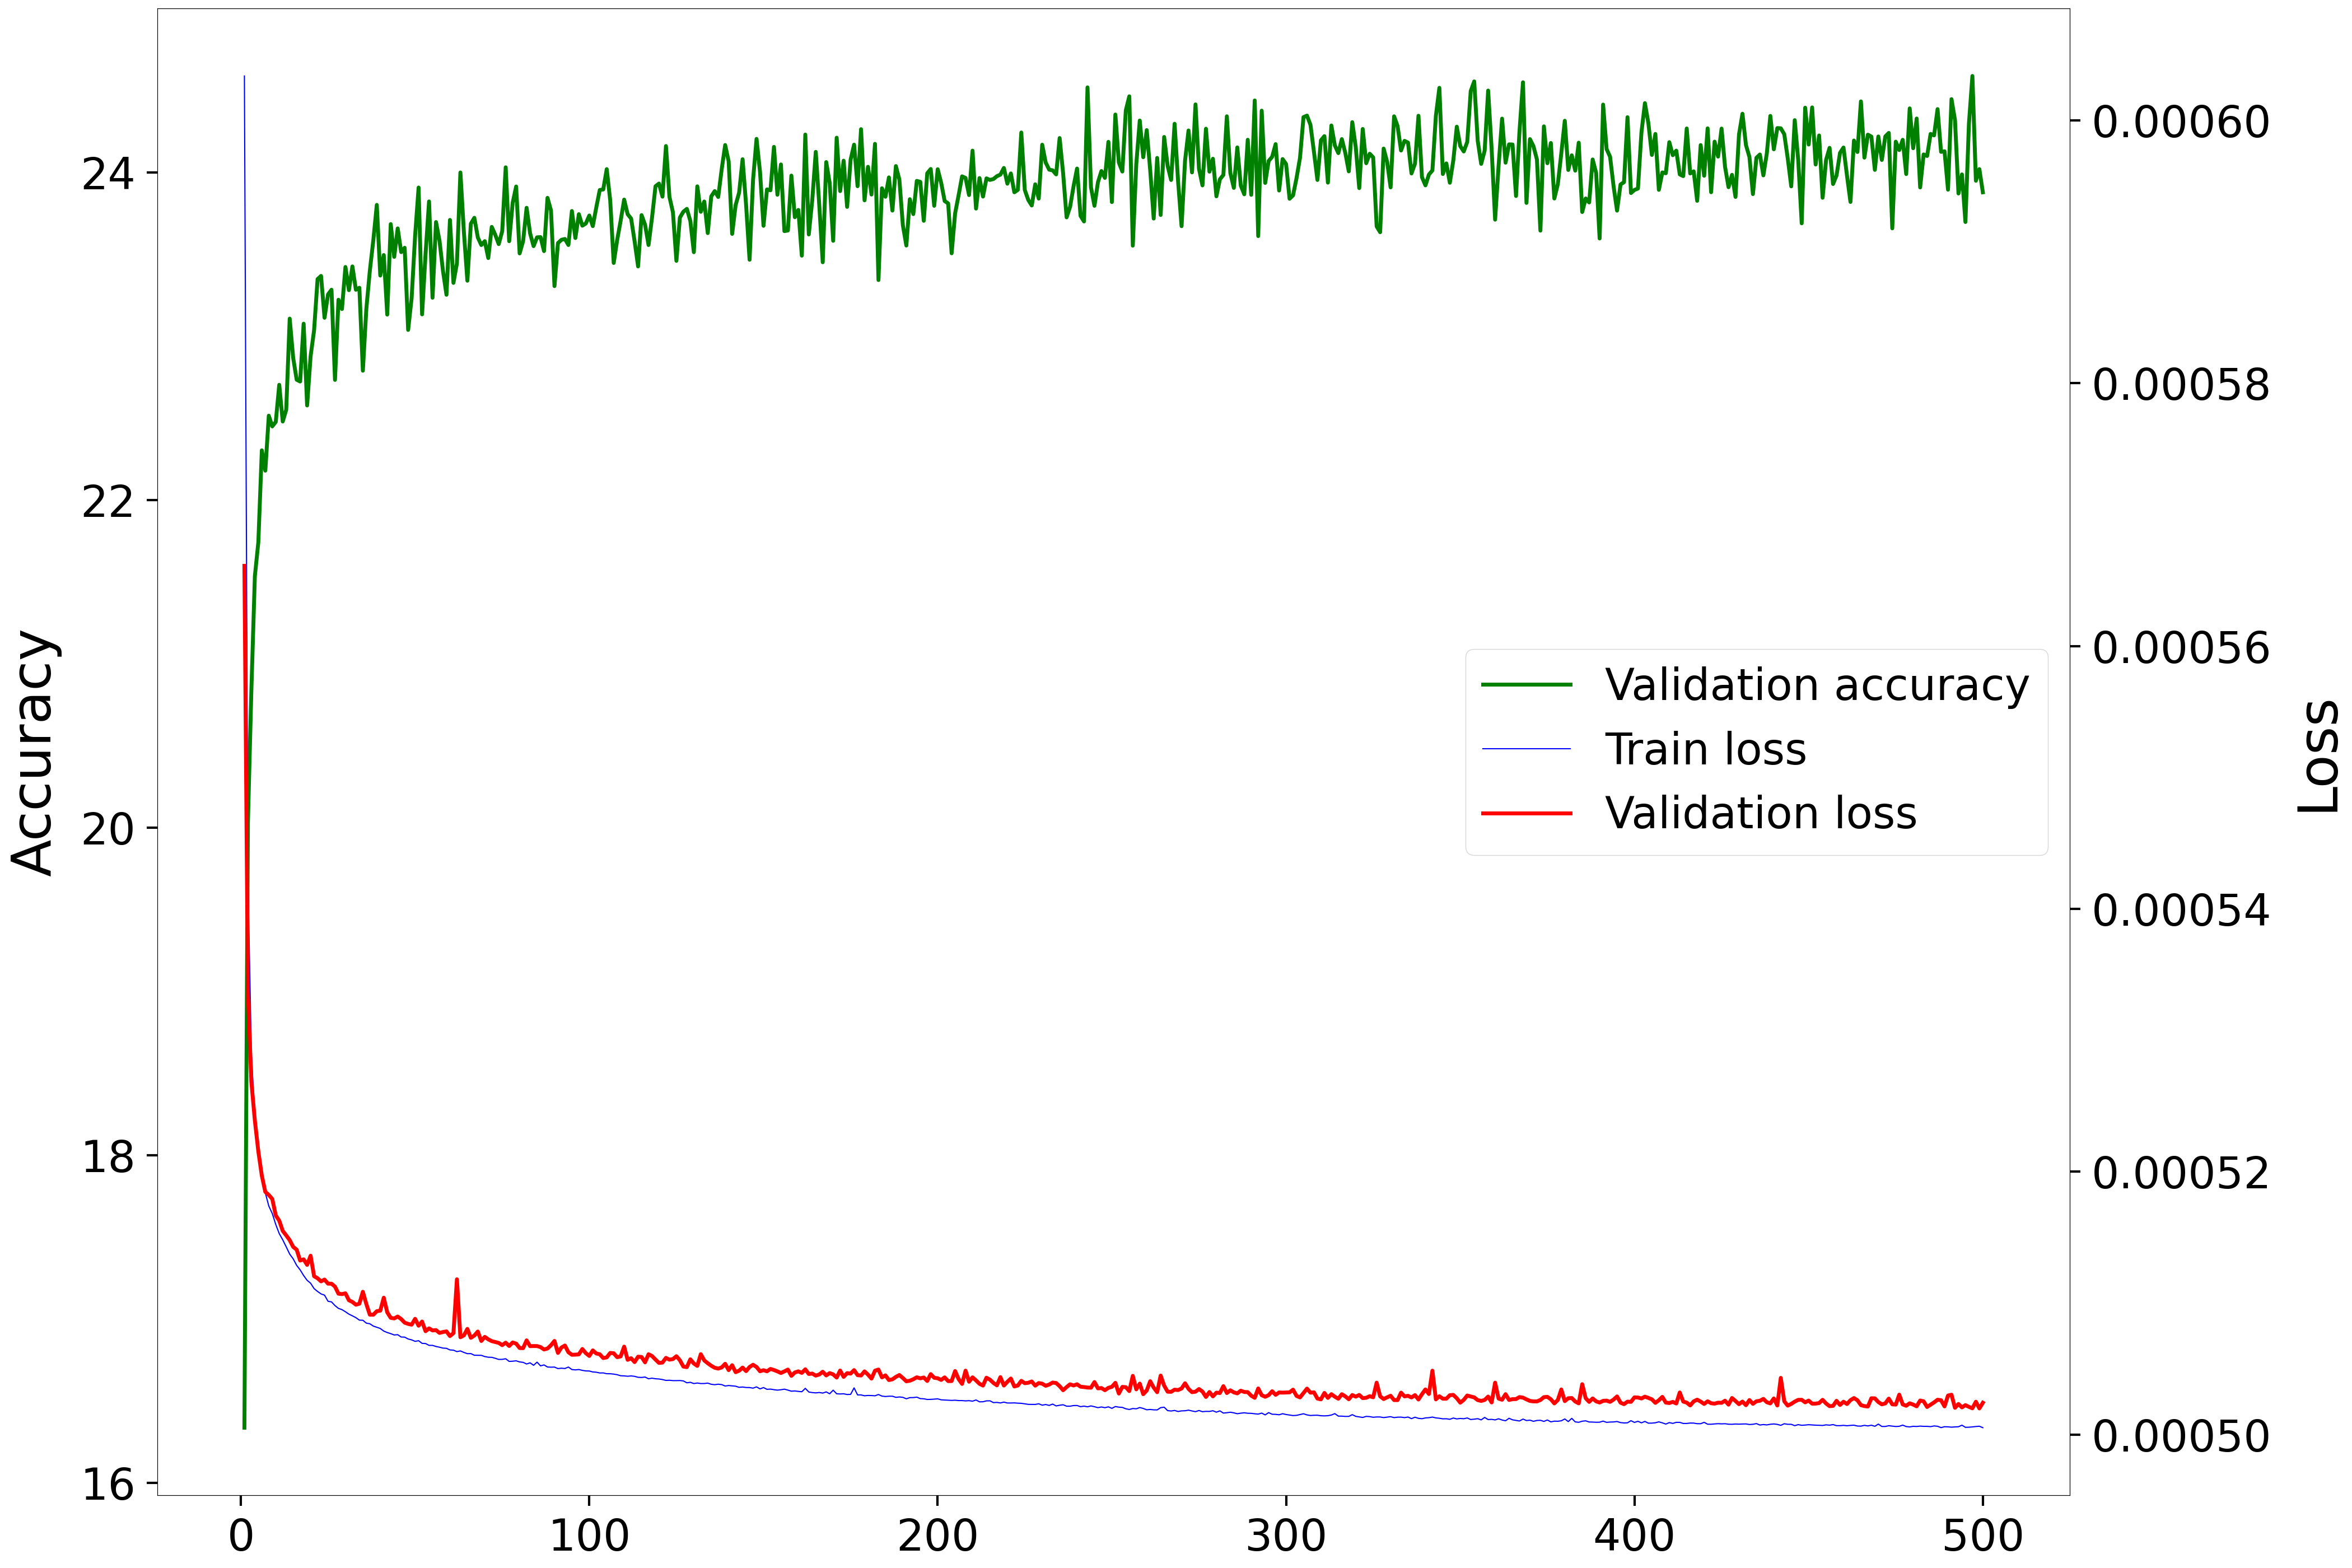 Accuracy
24
22
20
18
16
0 100 200 300 400 500
Validation accuracy
Train loss
Validation loss
0.00060
0.00058
0.00056
0.00054
0.00052
0.00050
Loss